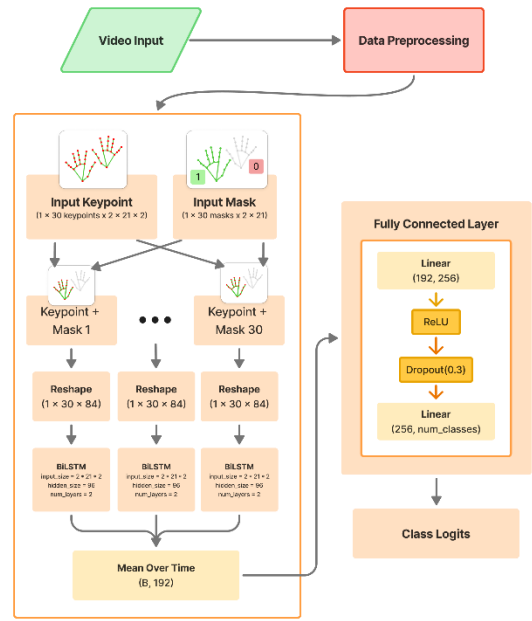 Video Input
Data Preprocessing
1
0
Input Keypoint
(1 × 30 keypoints x 2 × 21 × 2)
Input Mask
(1 × 30 masks x 2 × 21)
Keypoint +
Mask 1
Keypoint +
Mask 30
Reshape
(1 × 30 × 84)
Reshape
(1 × 30 × 84)
Reshape
(1 × 30 × 84)
BiLSTM
input_size = 2 * 21 * 2
hidden_size = 96
num_layers = 2
BiLSTM
input_size = 2 * 21 * 2
hidden_size = 96
num_layers = 2
BiLSTM
input_size = 2 * 21 * 2
hidden_size = 96
num_layers = 2
Mean Over Time
(B, 192)
Fully Connected Layer
Linear
(192, 256)
ReLU
Dropout(0.3)
Linear
(256, num_classes)
Class Logits